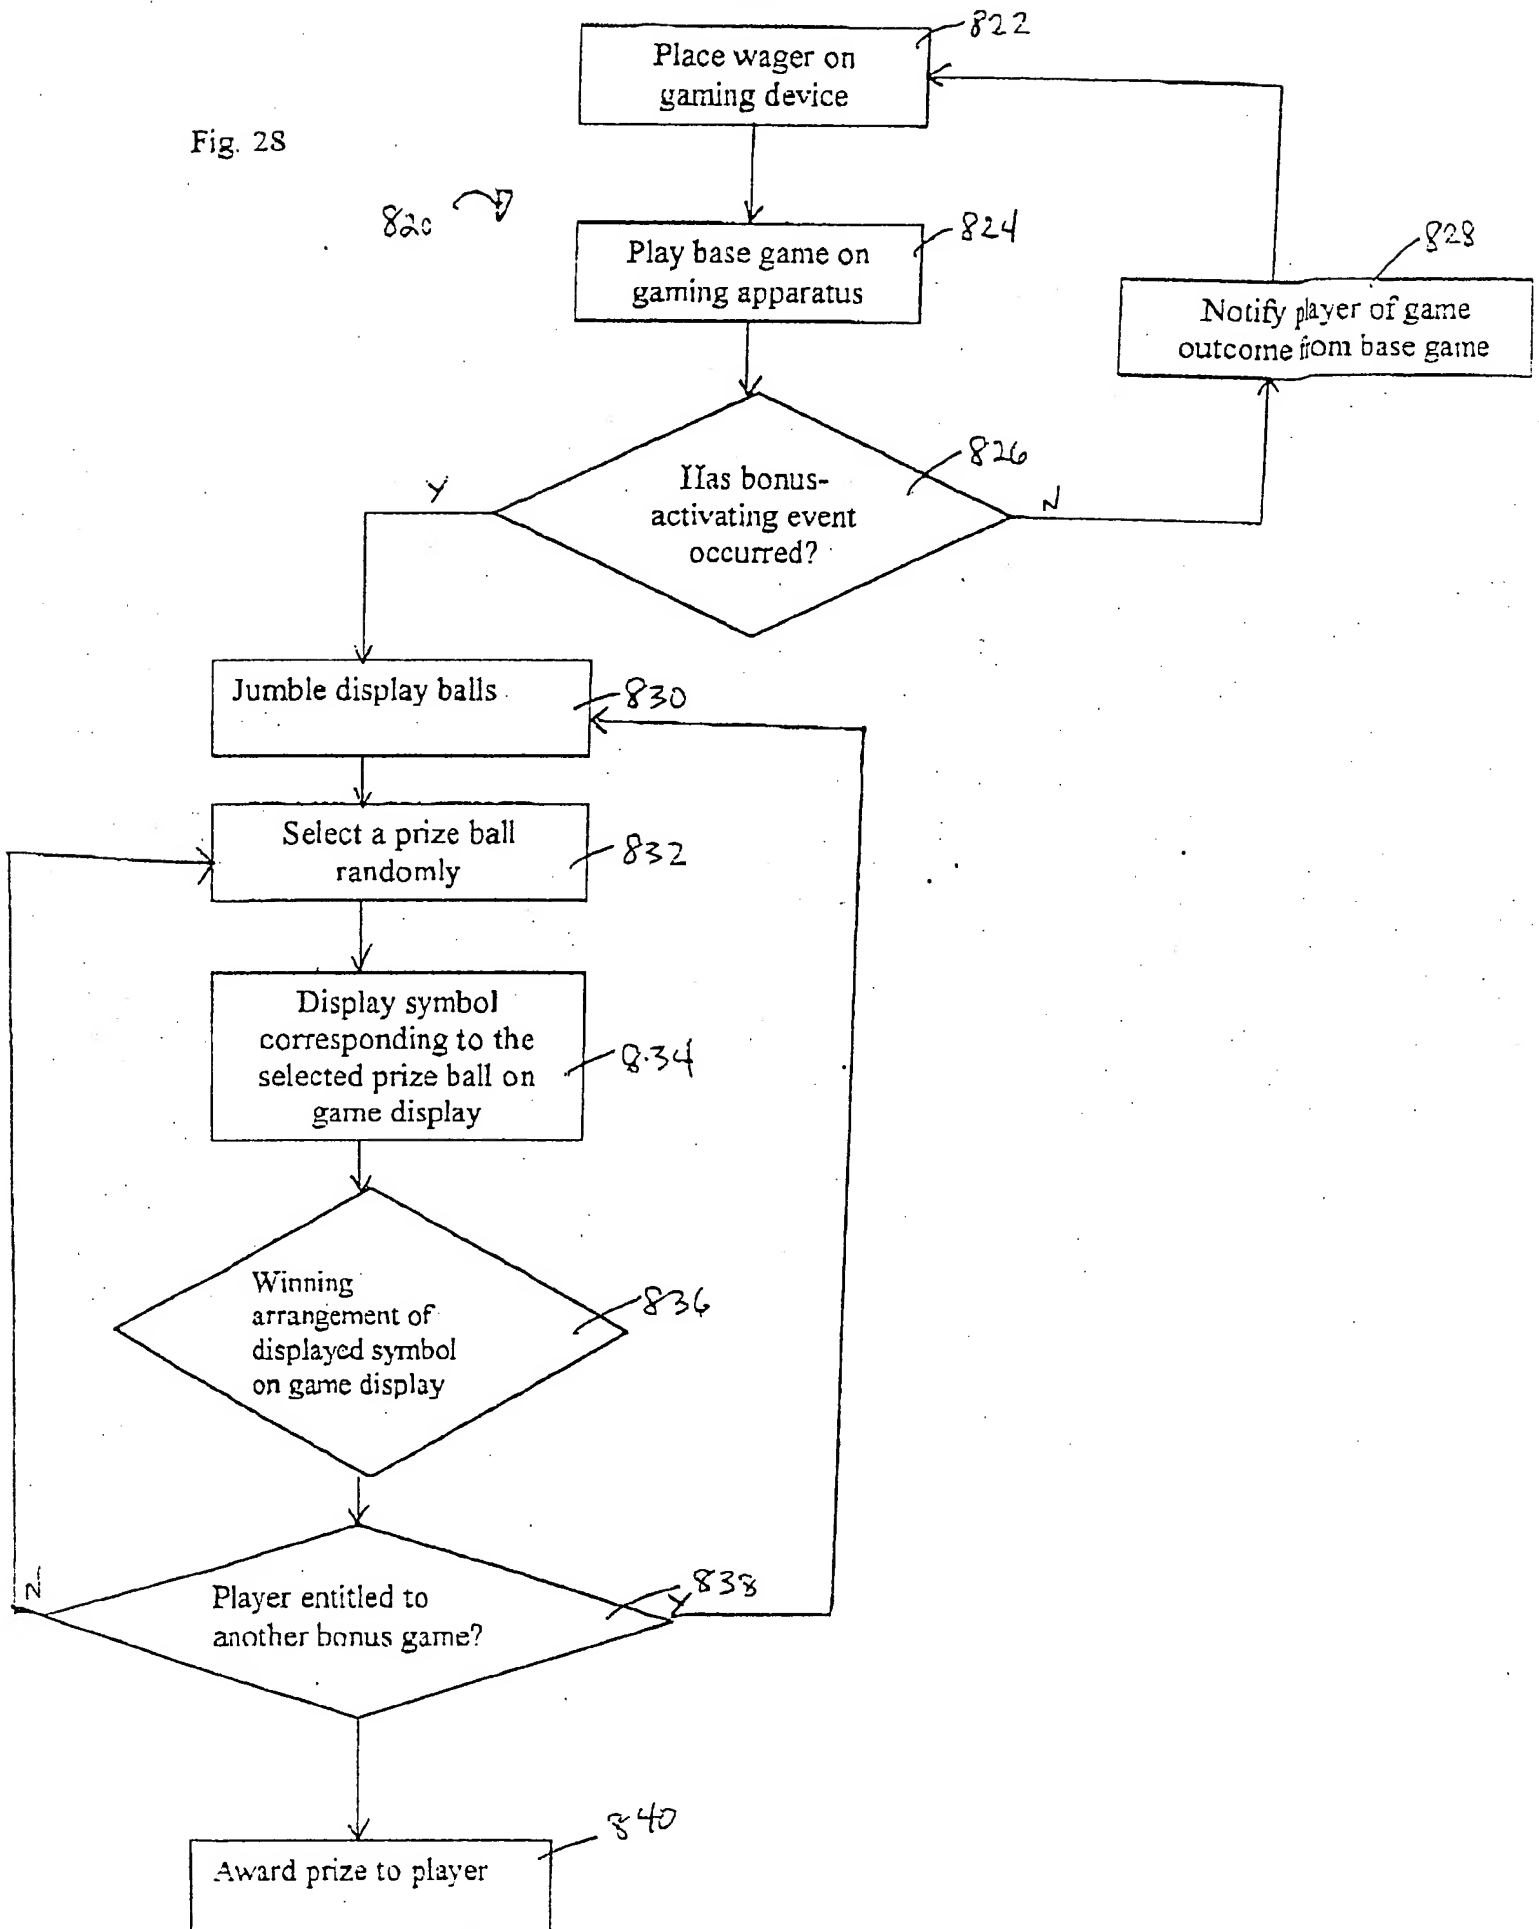 822
Place wager on
gaming device
Fig. 28
820
824
Play base game on
gaming apparatus
828
Notify player of game
outcome from base game
826
Has bonus-
activating event
occurred?
Y
N
Jumble display balls
830
Select a prize ball
randomly
832
Display symbol
corresponding to the
selected prize ball on
game display
834
Winning
arrangement of
displayed symbol
on game display
836
N
Player entitled to
another bonus game?
838
Y
840
Award prize to player